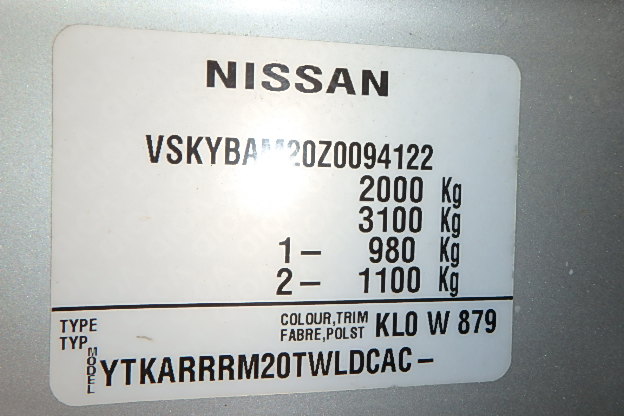 NISSAN
VSKYBAM20Z0094122
2000 Kg
3100 Kg
1– 980 Kg
2– 1100 Kg
TYPE
TYP
COLOUR,TRIM
FABRE,POLST
KL0 W 879
MODEL
YTKARRRM20TWLDCAC–